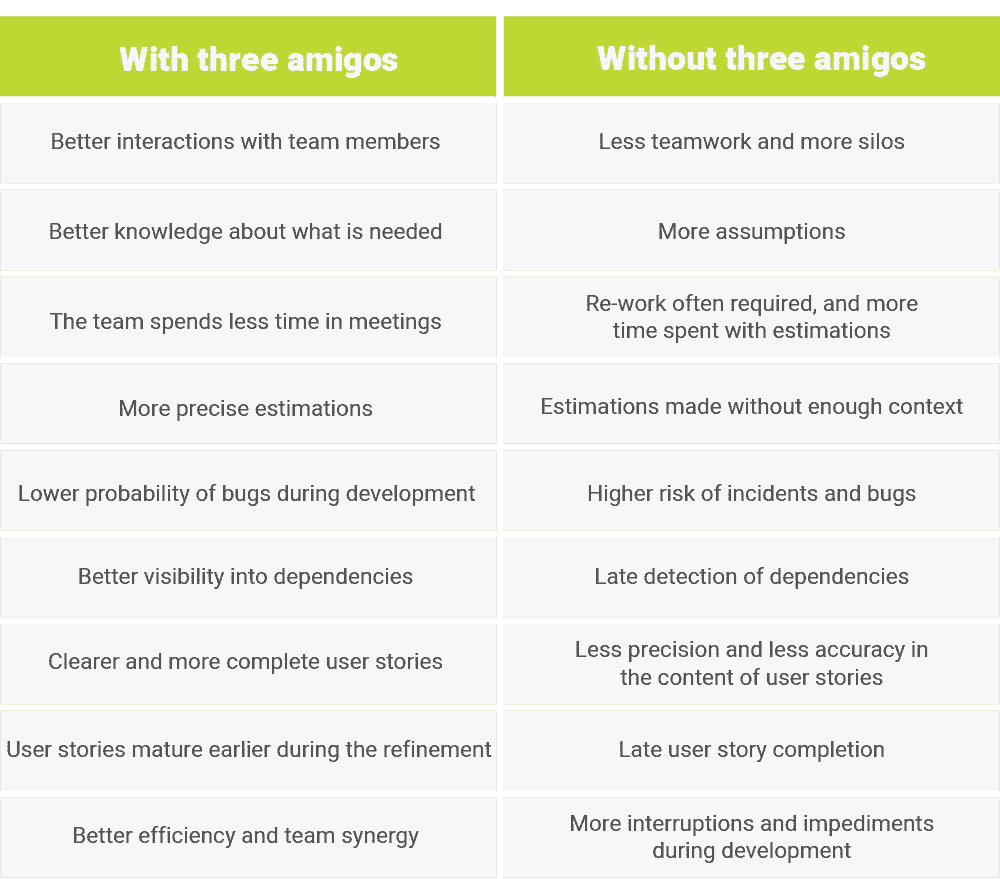 With three amigos
Without three amigos
Better interactions with team members
Less teamwork and more silos
Better knowledge about what is needed
More assumptions
The team spends less time in meetings
Re-work often required, and more
time spent with estimations
More precise estimations
Estimations made without enough context
Lower probability of bugs during development
Higher risk of incidents and bugs
Better visibility into dependencies
Late detection of dependencies
Clearer and more complete user stories
Less precision and less accuracy in
the content of user stories
User stories mature earlier during the refinement
Late user story completion
Better efficiency and team synergy
More interruptions and impediments
during development